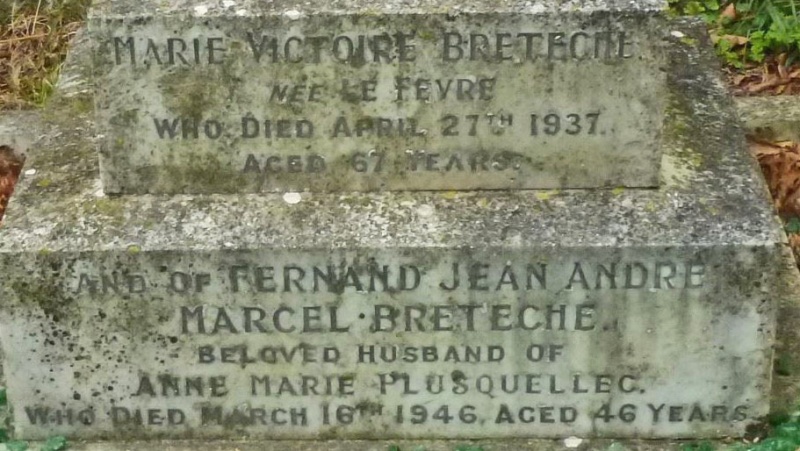 MARIE VICTOIRE BRETECHE
NÉE LE FEVRE
WHO DIED APRIL 27TH 1937.
AGED 67 YEARS.
AND OF FERNAND JEAN ANDRÉ
MARCEL·BRETECHE.
BELOVED HUSBAND OF
ANNE MARIE PLUSQUELLEC.
WHO DIED MARCH 16TH 1946, AGED 46 YEARS.